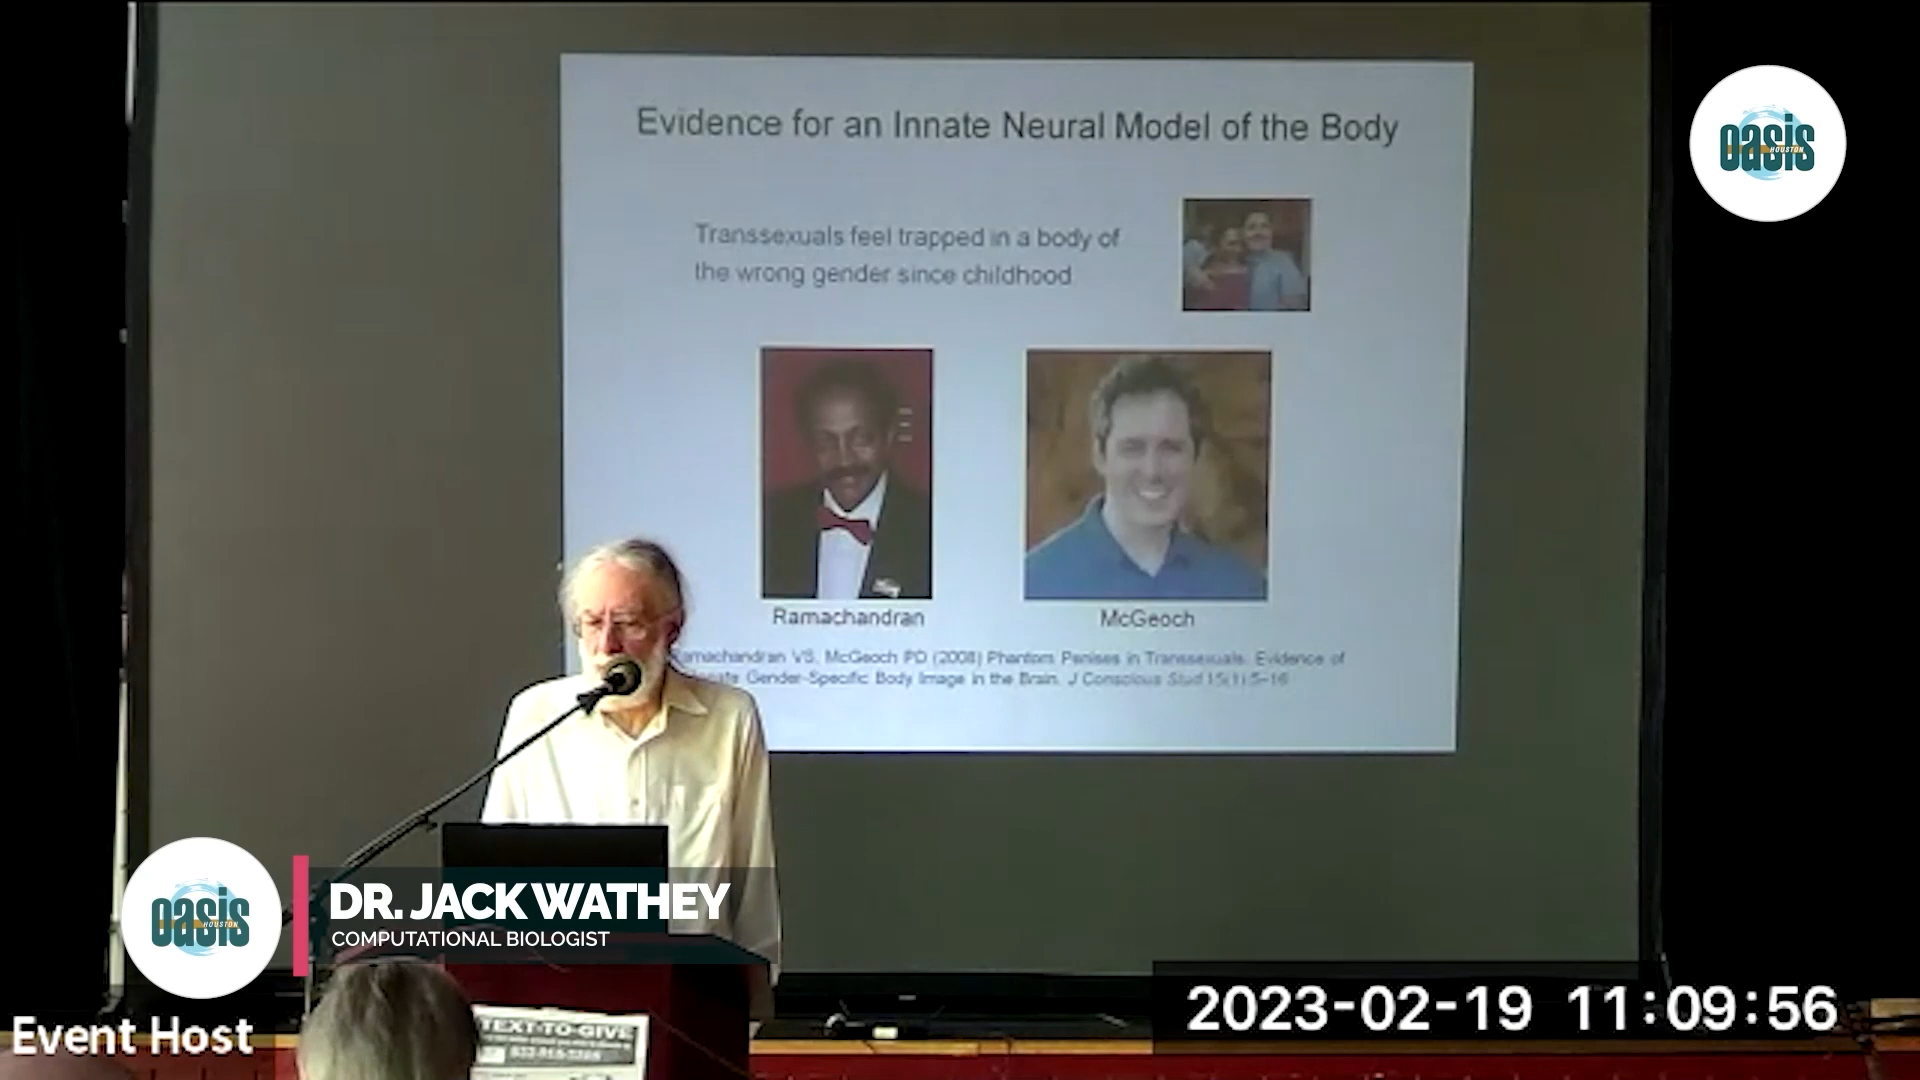 Evidence for an Innate Neural Model of the Body
Transsexuals feel trapped in a body of
the wrong gender since childhood
Ramachandran
McGeoch
Ramachandran VS, McGeoch PD (2008) Phantom Penises in Transsexuals. Evidence of
Gender-Specific Body Image in the Brain. J Conscious Stud 15(1) 5-16
oasis
HOUSTON
oasis
HOUSTON
DR. JACK WATHEY
COMPUTATIONAL BIOLOGIST
TEXT-TO-GIVE
Event Host
2023-02-19 11:09:56